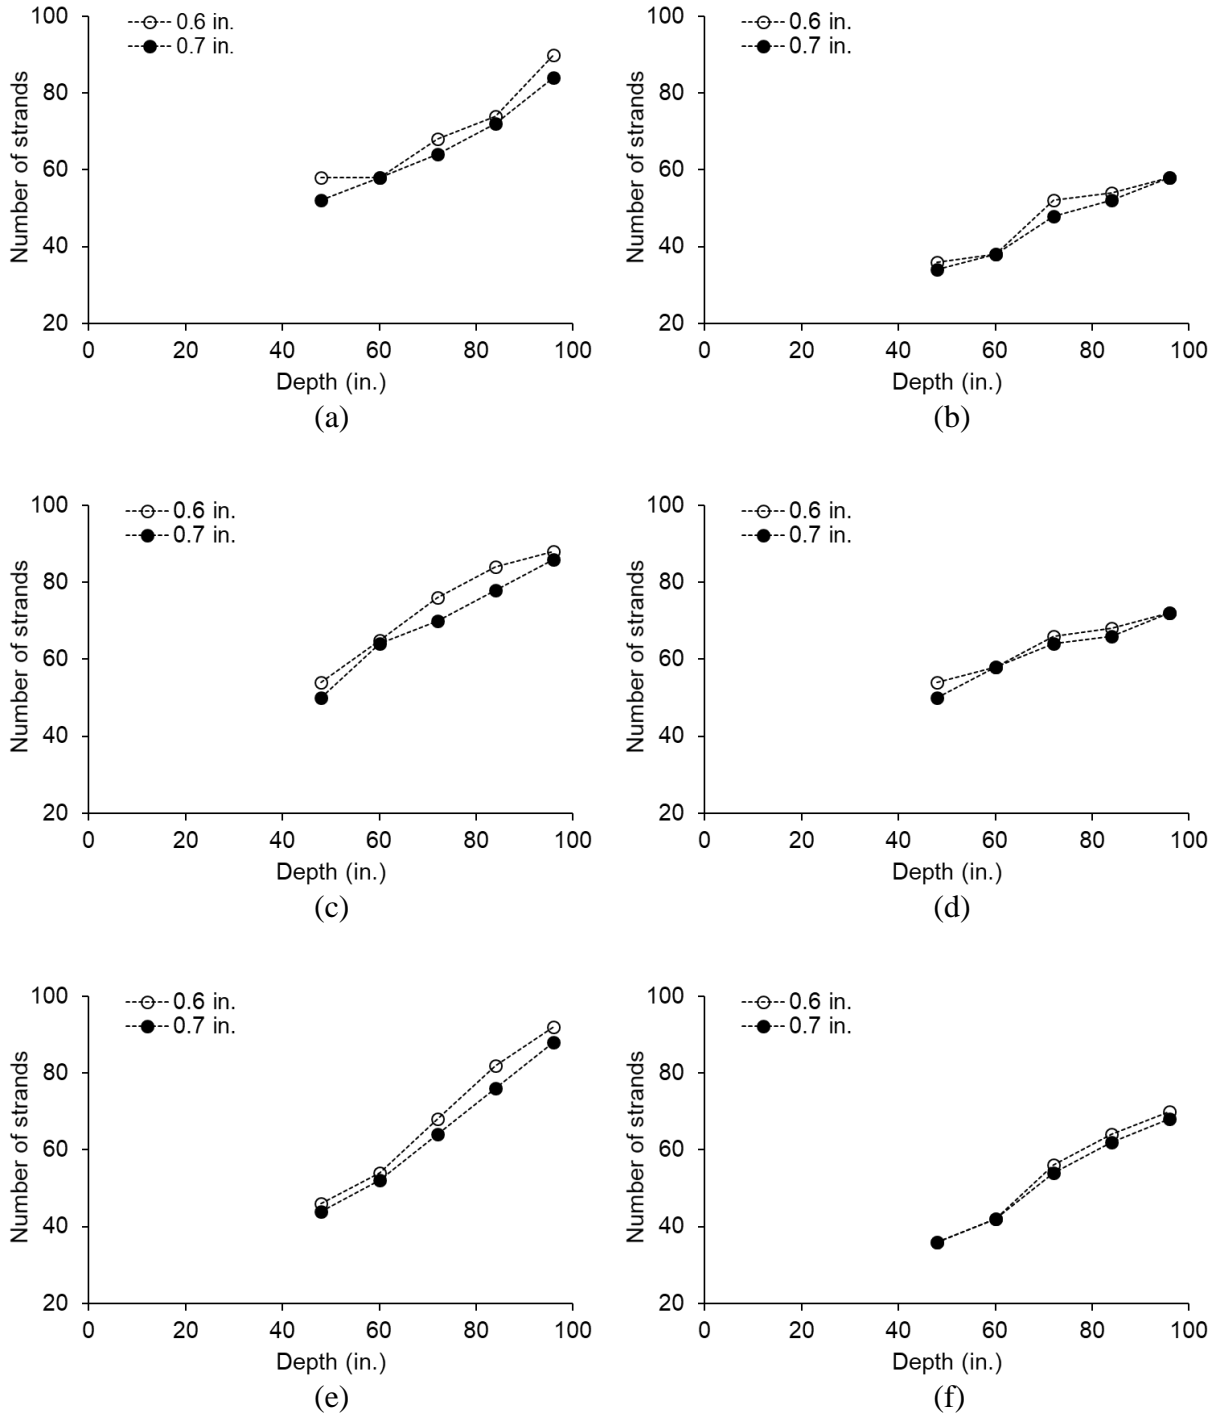 100
80
60
40
20
Number of strands
0.6 in.
0.7 in.
0 20 40 60 80 100
Depth (in.)
(a)
100
80
60
40
20
Number of strands
0.6 in.
0.7 in.
0 20 40 60 80 100
Depth (in.)
(b)
100
80
60
40
20
Number of strands
0.6 in.
0.7 in.
0 20 40 60 80 100
Depth (in.)
(c)
100
80
60
40
20
Number of strands
0.6 in.
0.7 in.
0 20 40 60 80 100
Depth (in.)
(d)
100
80
60
40
20
Number of strands
0.6 in.
0.7 in.
0 20 40 60 80 100
Depth (in.)
(e)
100
80
60
40
20
Number of strands
0.6 in.
0.7 in.
0 20 40 60 80 100
Depth (in.)
(f)